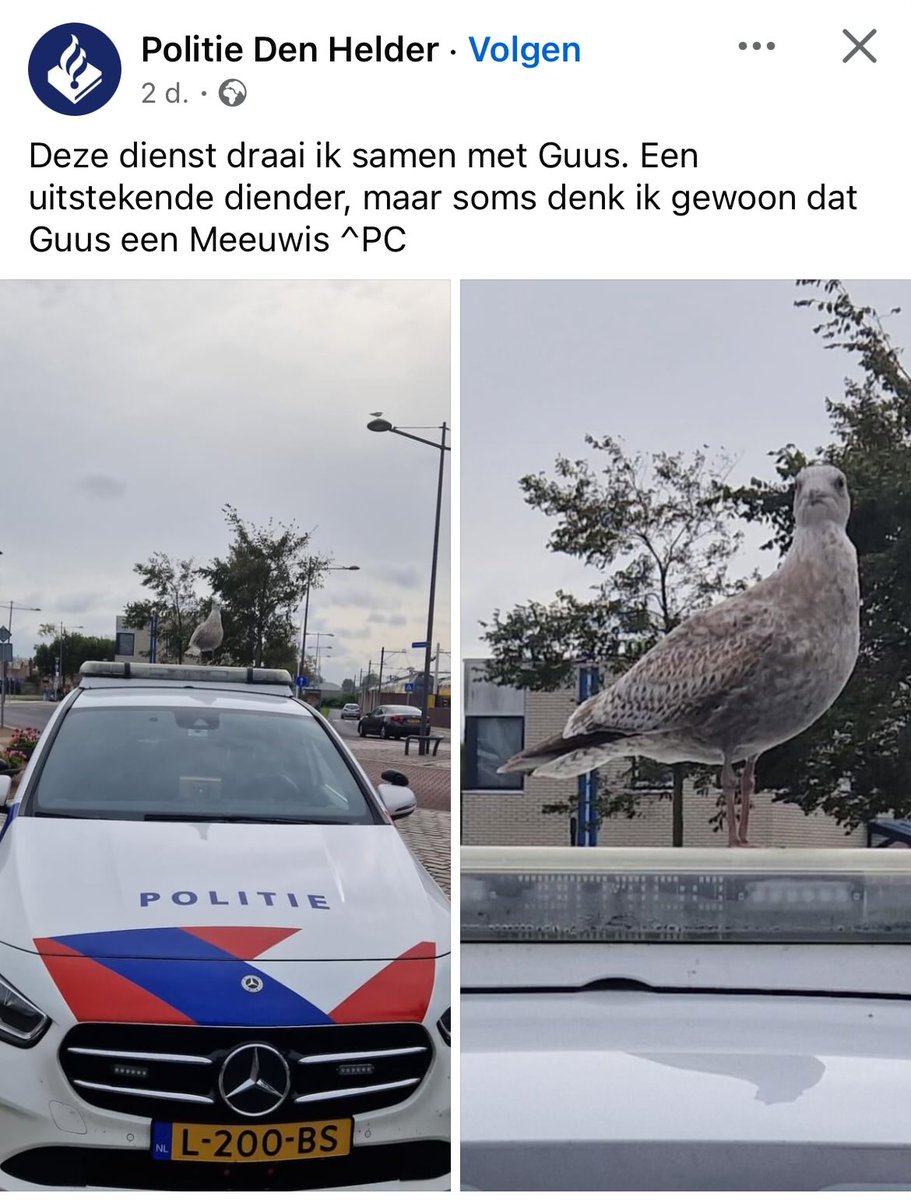 Politie Den Helder · Volgen
2 d. ·
Deze dienst draai ik samen met Guus. Een
uitstekende diender, maar soms denk ik gewoon dat
Guus een Meeuwis ^PC
POLITIE
NL L-200-BS